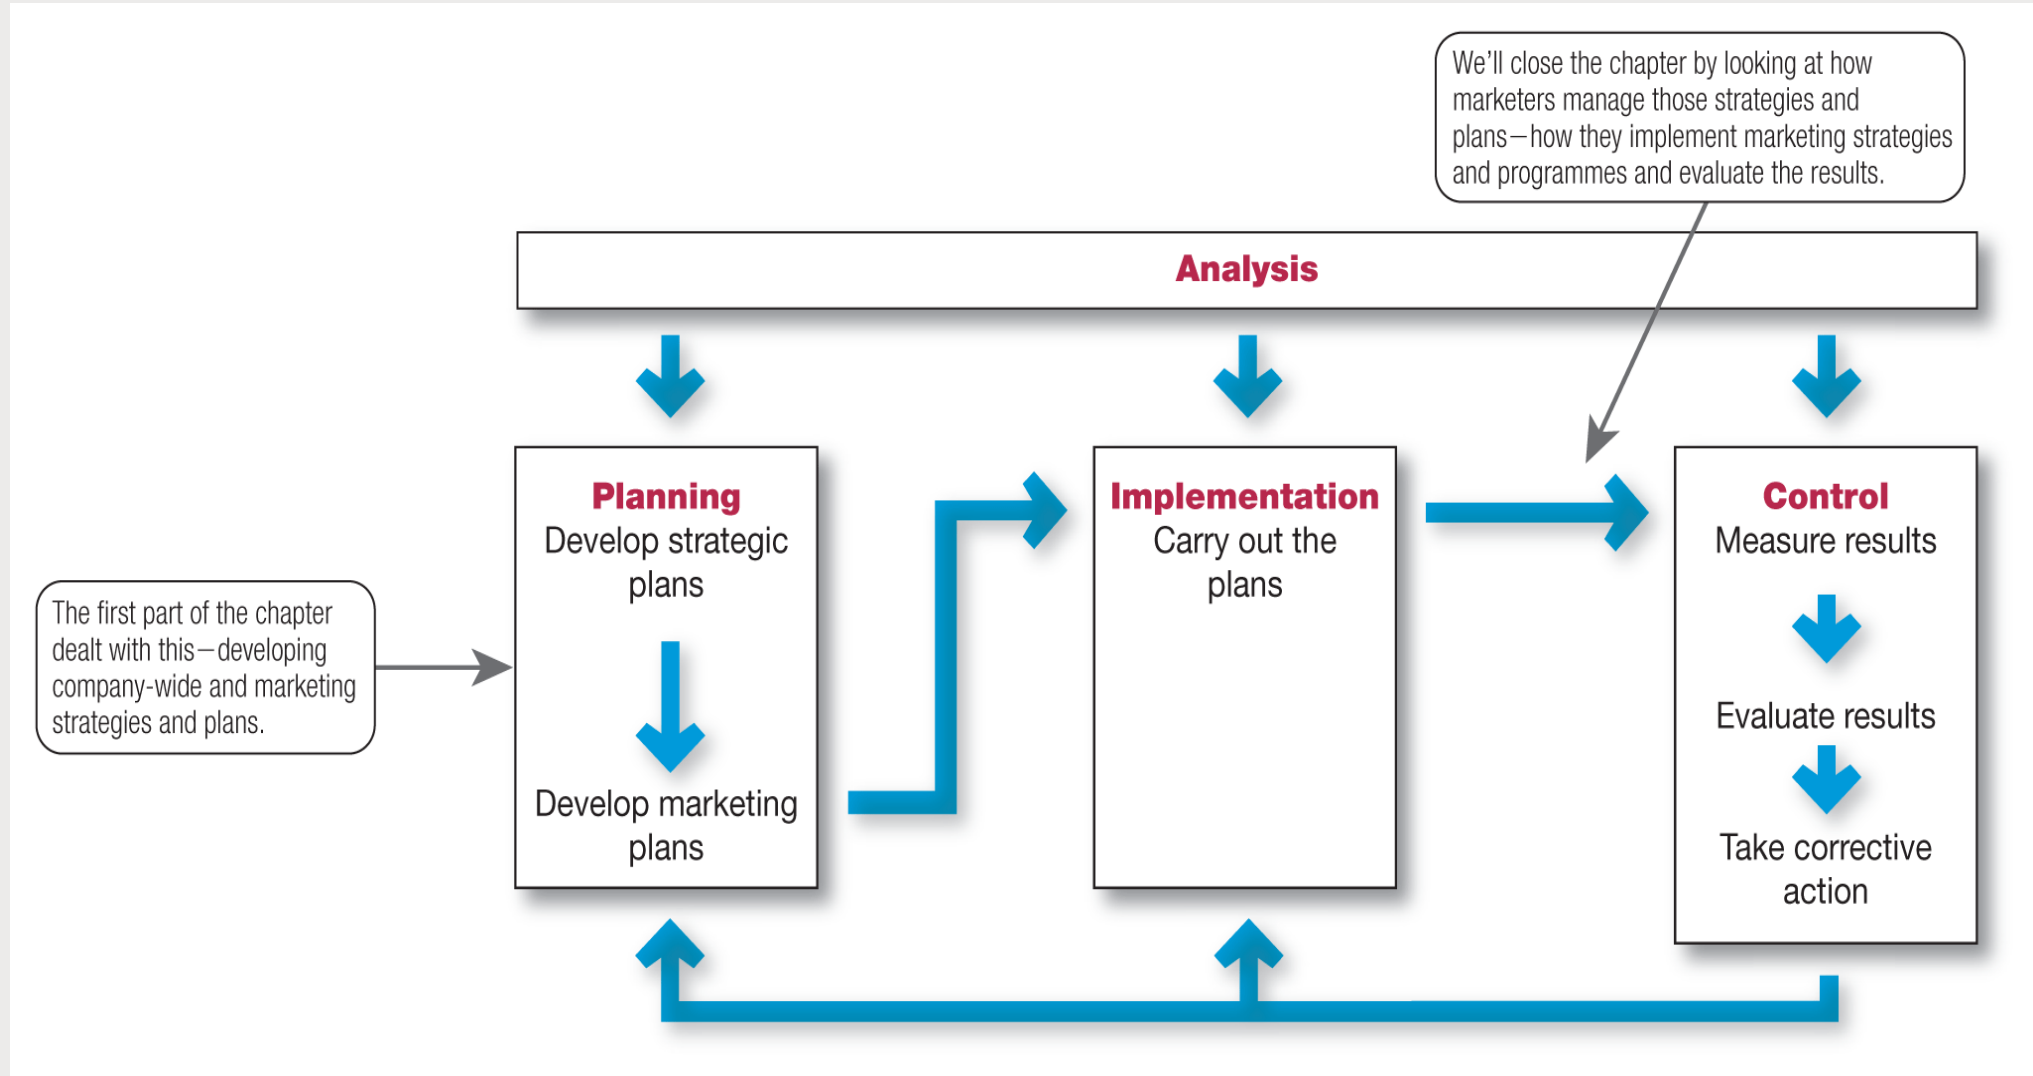 We'll close the chapter by looking at how
marketers manage those strategies and
plans—how they implement marketing strategies
and programmes and evaluate the results.
Analysis
The first part of the chapter
dealt with this—developing
company-wide and marketing
strategies and plans.
Planning
Develop strategic
plans
Develop marketing
plans
Implementation
Carry out the
plans
Control
Measure results
Evaluate results
Take corrective
action